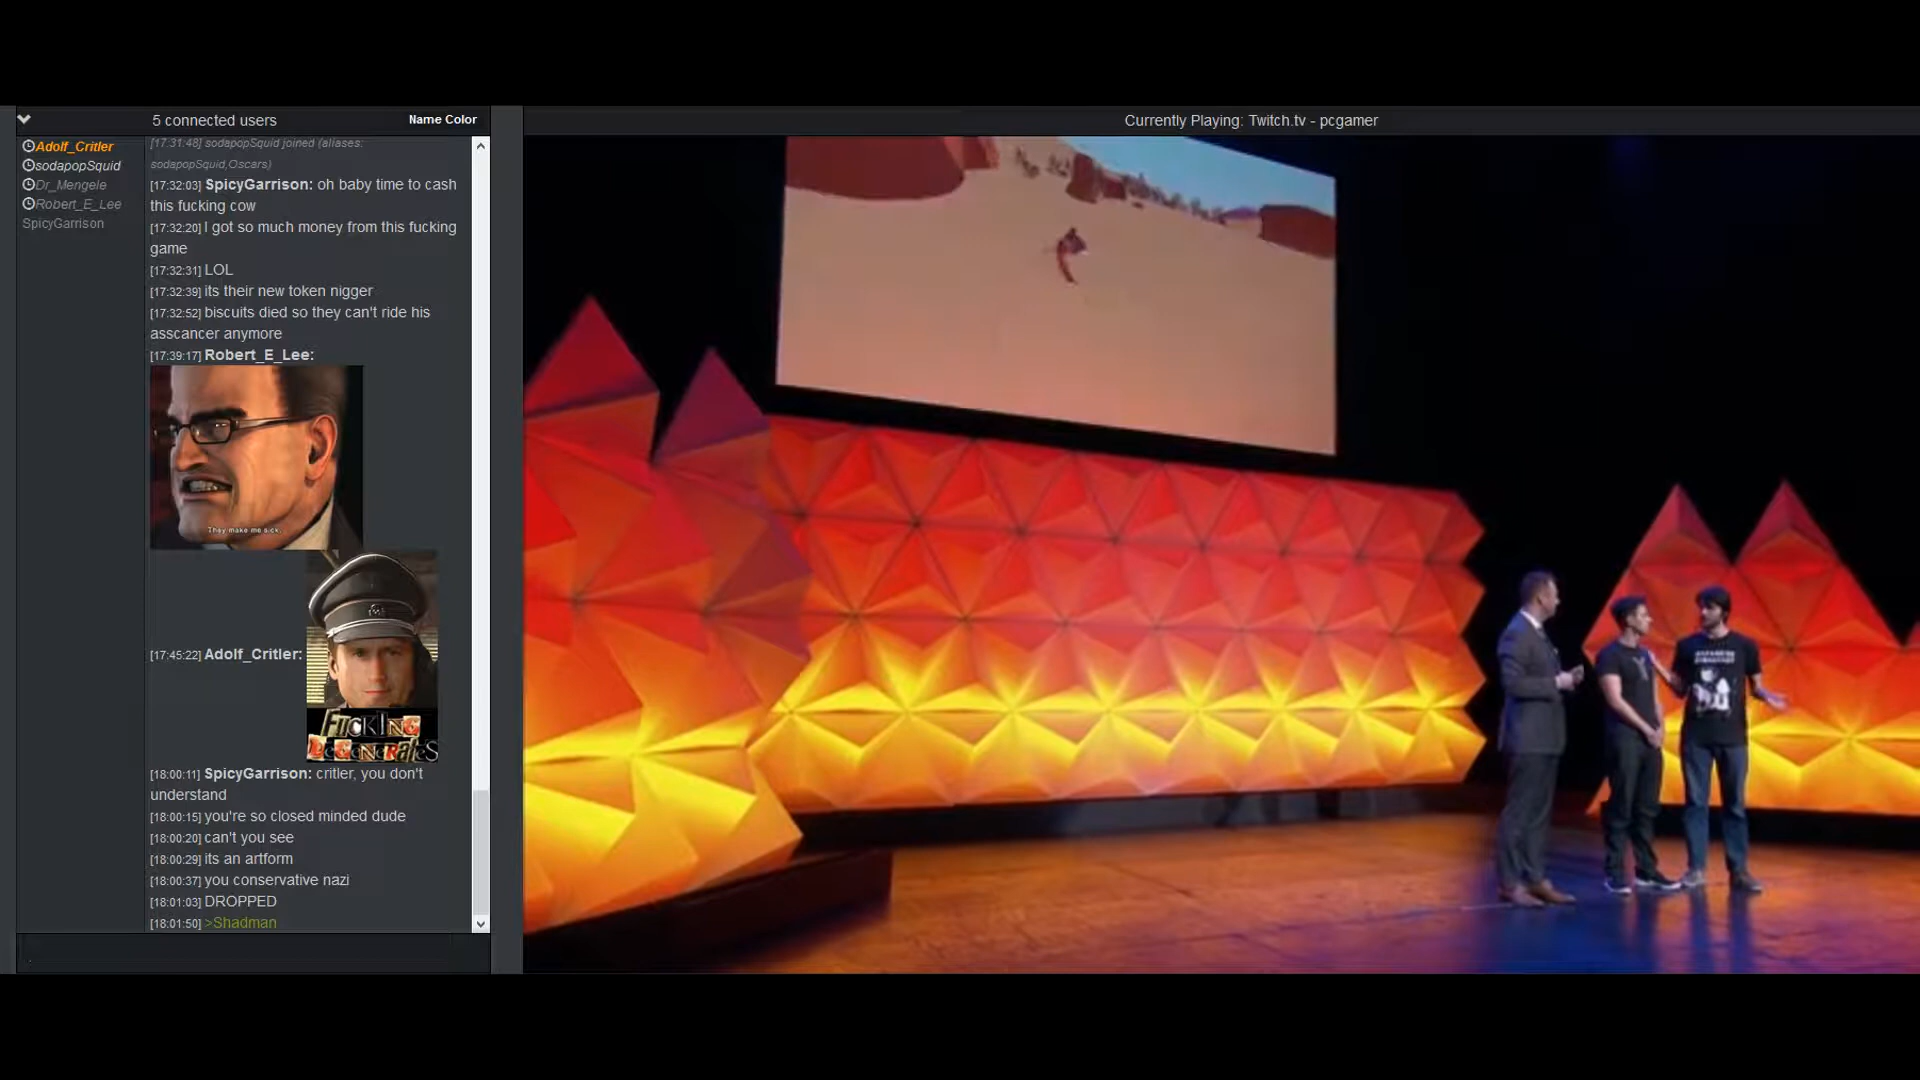 5 connected users
Name Color
Currently Playing: Twitch.tv - pcgamer
Adolf_Critler
sodapopSquid
Dr_Mengele
Robert_E_Lee
SpicyGarrison
[17:31:48] sodapopSquid joined (aliases:
sodapopSquid,Oscars)
[17:32:03] SpicyGarrison: oh baby time to cash
this fucking cow
[17:32:20] I got so much money from this fucking
game
[17:32:31] LOL
[17:32:39] its their new token nigger
[17:32:52] biscuits died so they can't ride his
asscancer anymore
[17:39:17] Robert_E_Lee:
They make me sick.
[17:45:22] Adolf_Critler:
FUCKING
DEGENERATES
[18:00:11] SpicyGarrison: critler, you don't
understand
[18:00:15] you're so closed minded dude
[18:00:20] can't you see
[18:00:29] its an artform
[18:00:37] you conservative nazi
[18:01:03] DROPPED
[18:01:50] >Shadman